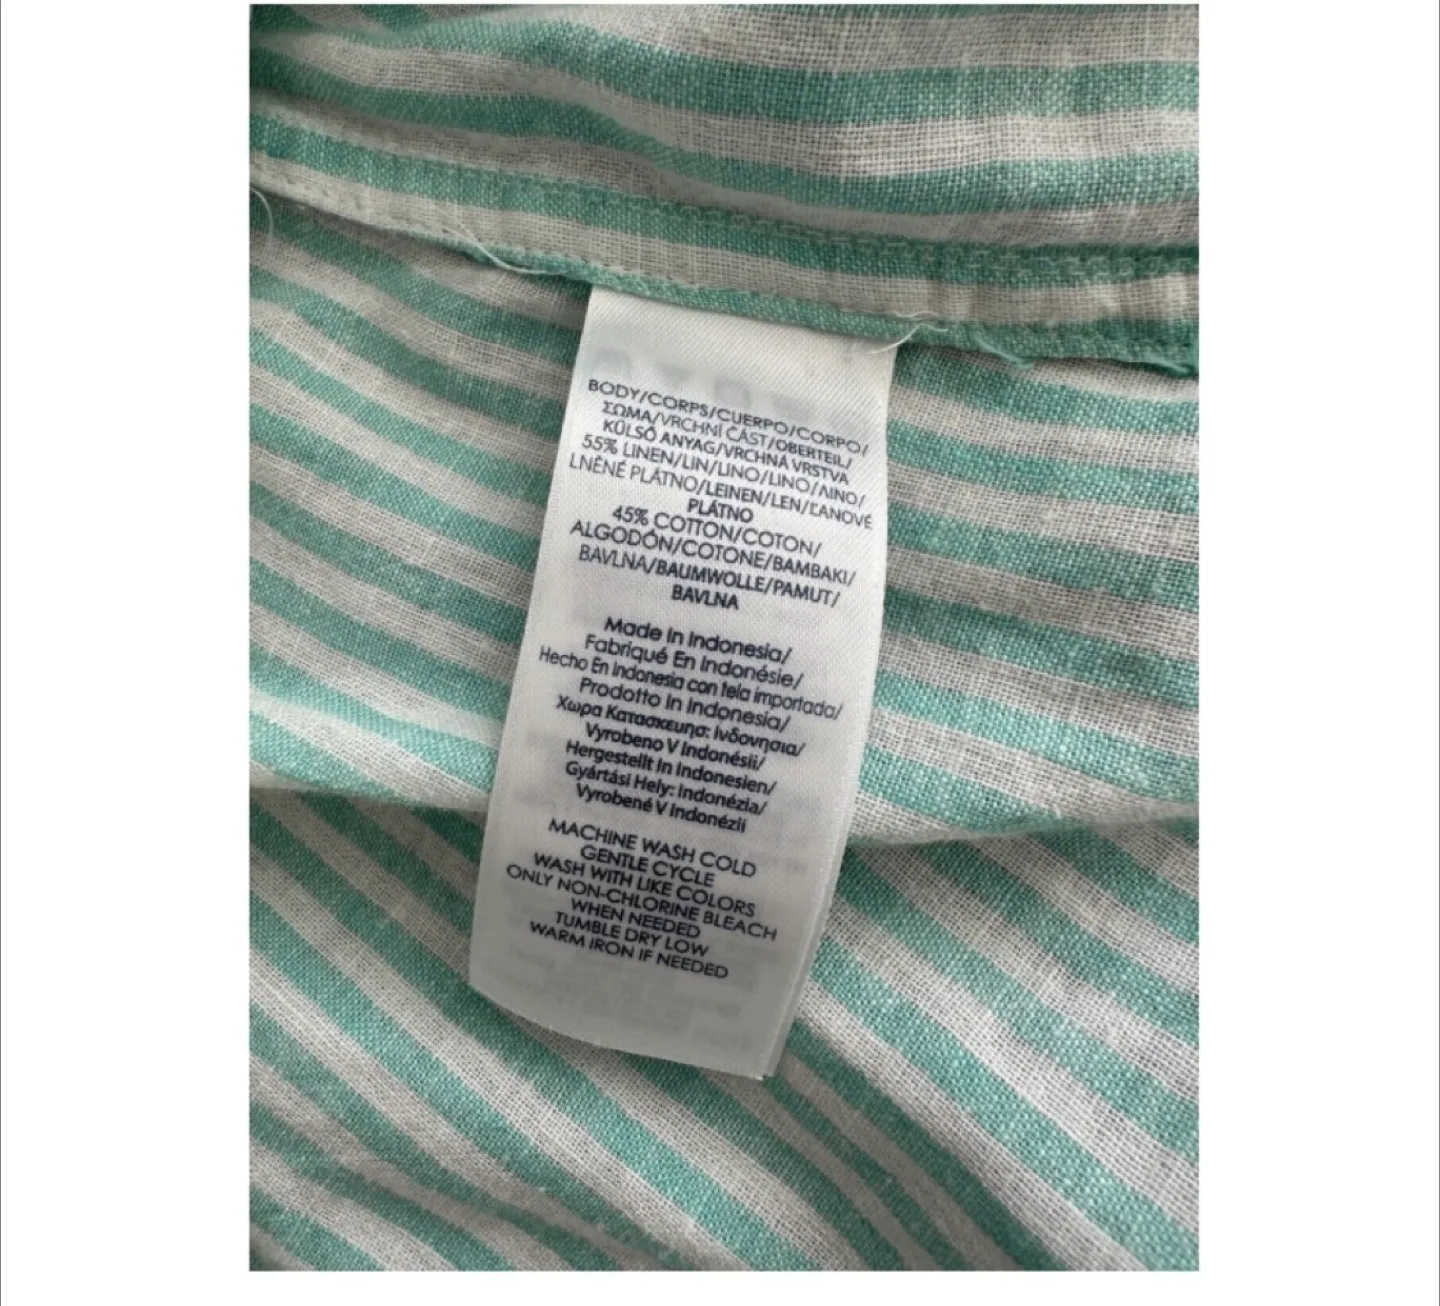 BODY/CORPS/CUERPO/CORPO/
ΣΩΜΑ/VRCHNÍ ČÁST/OBERTEIL/
KÜLSŐ ANYAG/VRCHNÁ VRSTVA
55% LINEN/LIN/LINO/LINO/ΛΙΝΟ/
LNĚNÉ PLÁTNO/LEINEN/LEN/ĽANOVÉ
PLÁTNO
45% COTTON/COTON/
ALGODÓN/COTONE/BAMBAKI/
BAVLNA/BAUMWOLLE/PAMUT/
BAVLNA
Made In Indonesia/
Fabriqué En Indonésie/
Hecho En Indonesia con tela importada/
Prodotto In Indonesia/
Χωρα Κατασκευησ: Ινδονησια/
Vyrobeno V Indonésii/
Hergestellt In Indonesien/
Gyártási Hely: Indonézia/
Vyrobené V Indonézii
MACHINE WASH COLD
GENTLE CYCLE
WASH WITH LIKE COLORS
ONLY NON-CHLORINE BLEACH
WHEN NEEDED
TUMBLE DRY LOW
WARM IRON IF NEEDED